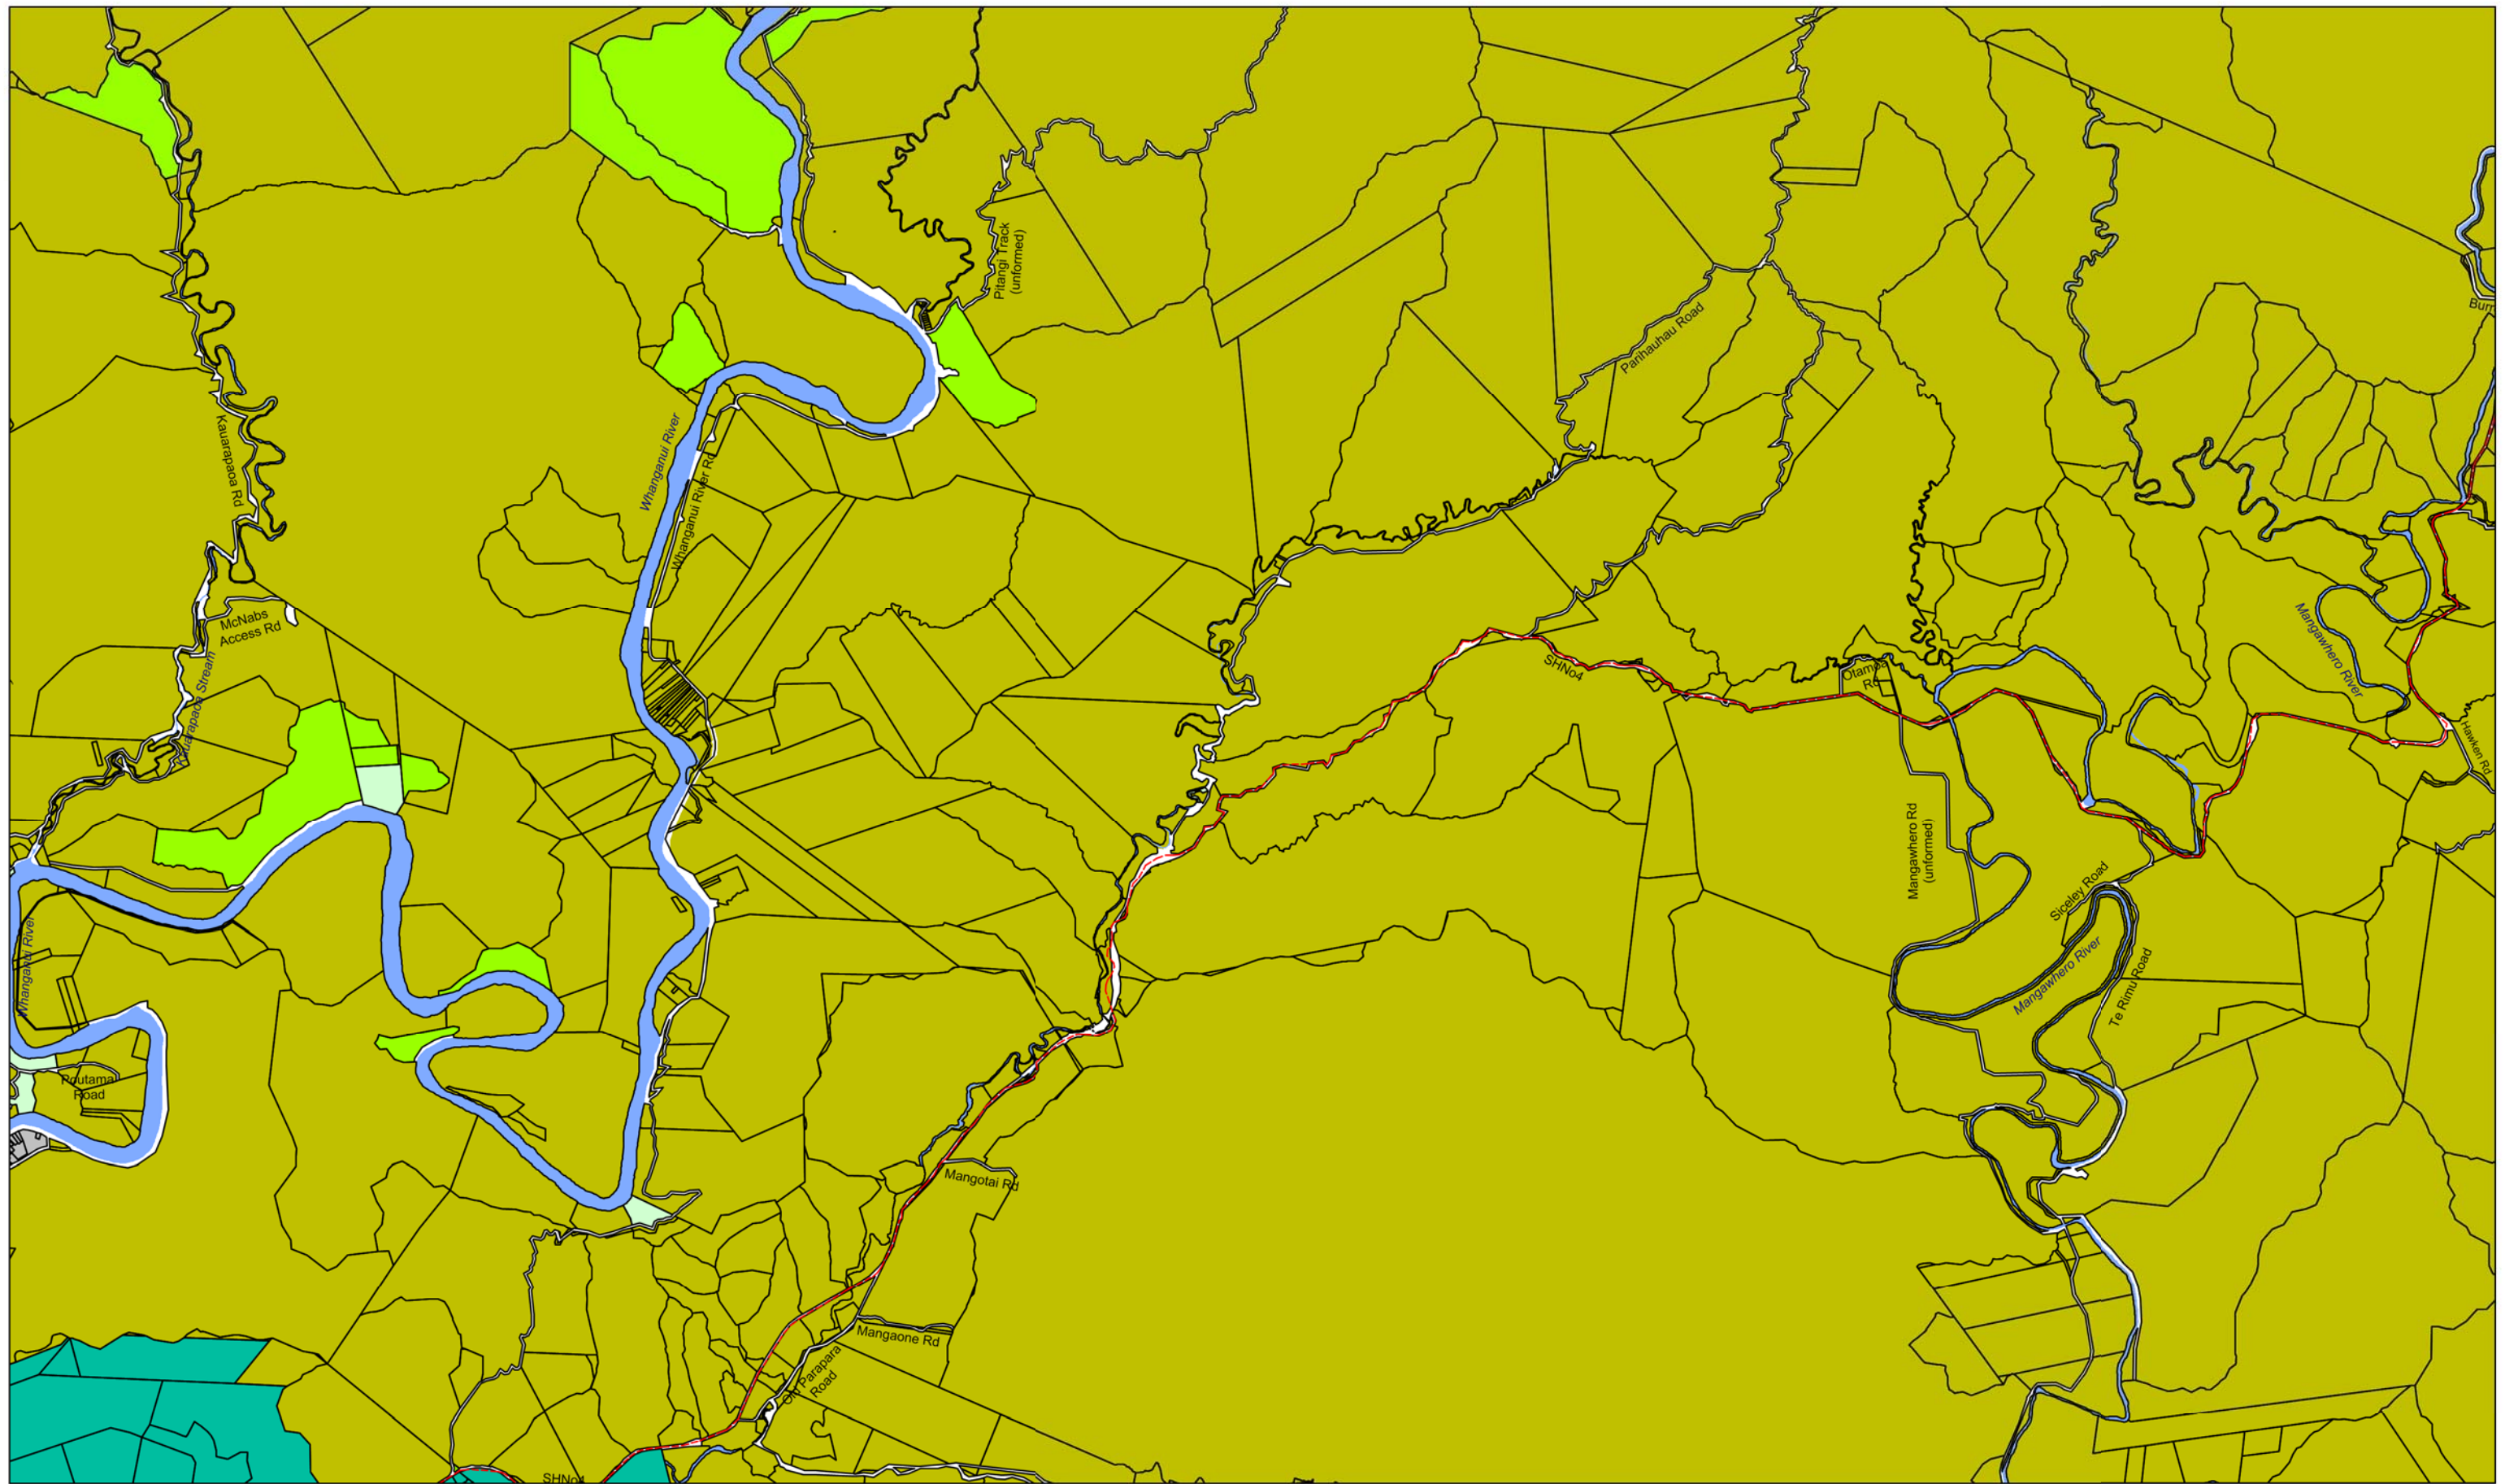 Pitangi Track
(unformed)
Burr
Parihauhau Road
Kauarapaoa Rd
Whanganui River
Whanganui River Rd
McNabs
Access Rd
Mangawhero River
SHNo4
Otamoa
Rd
Kauarapaoa Stream
Hawken Rd
Mangawhero Rd
(unformed)
Siceley Road
Whanganui River
Mangawhero River
Te Rimu Road
Poutama
Road
Mangotai Rd
Mangaone Rd
Old Parapara
Road
SHNo4